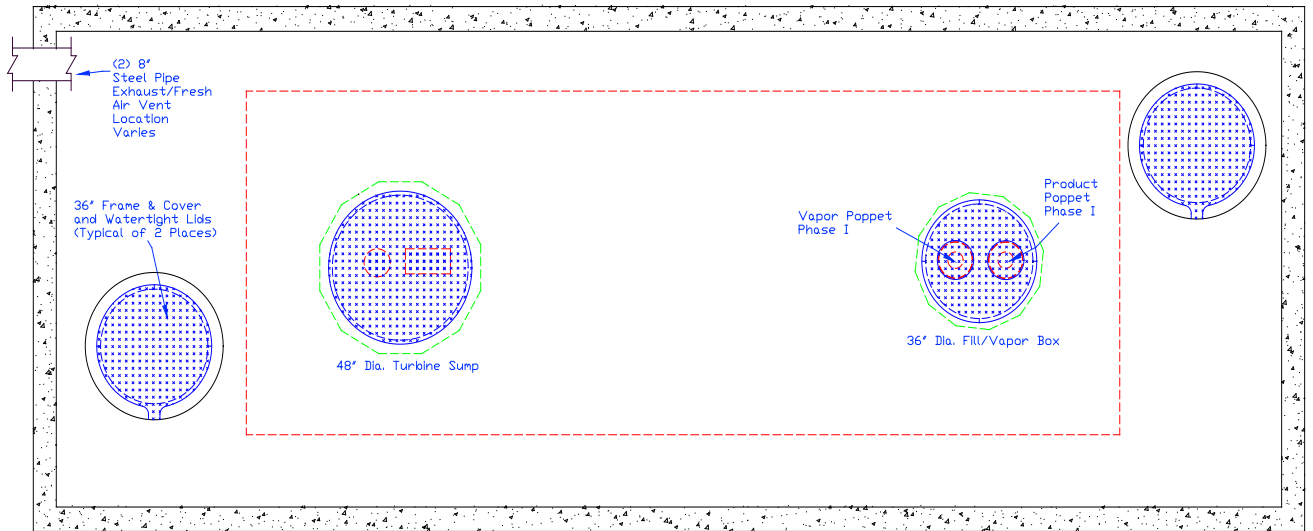 (2) 8"
Steel Pipe
Exhaust/Fresh
Air Vent
Location
Varies
36" Frame & Cover
and Watertight Lids
(Typical of 2 Places)
48" Dia. Turbine Sump
Vapor Poppet
Phase I
Product
Poppet
Phase I
36" Dia. Fill/Vapor Box